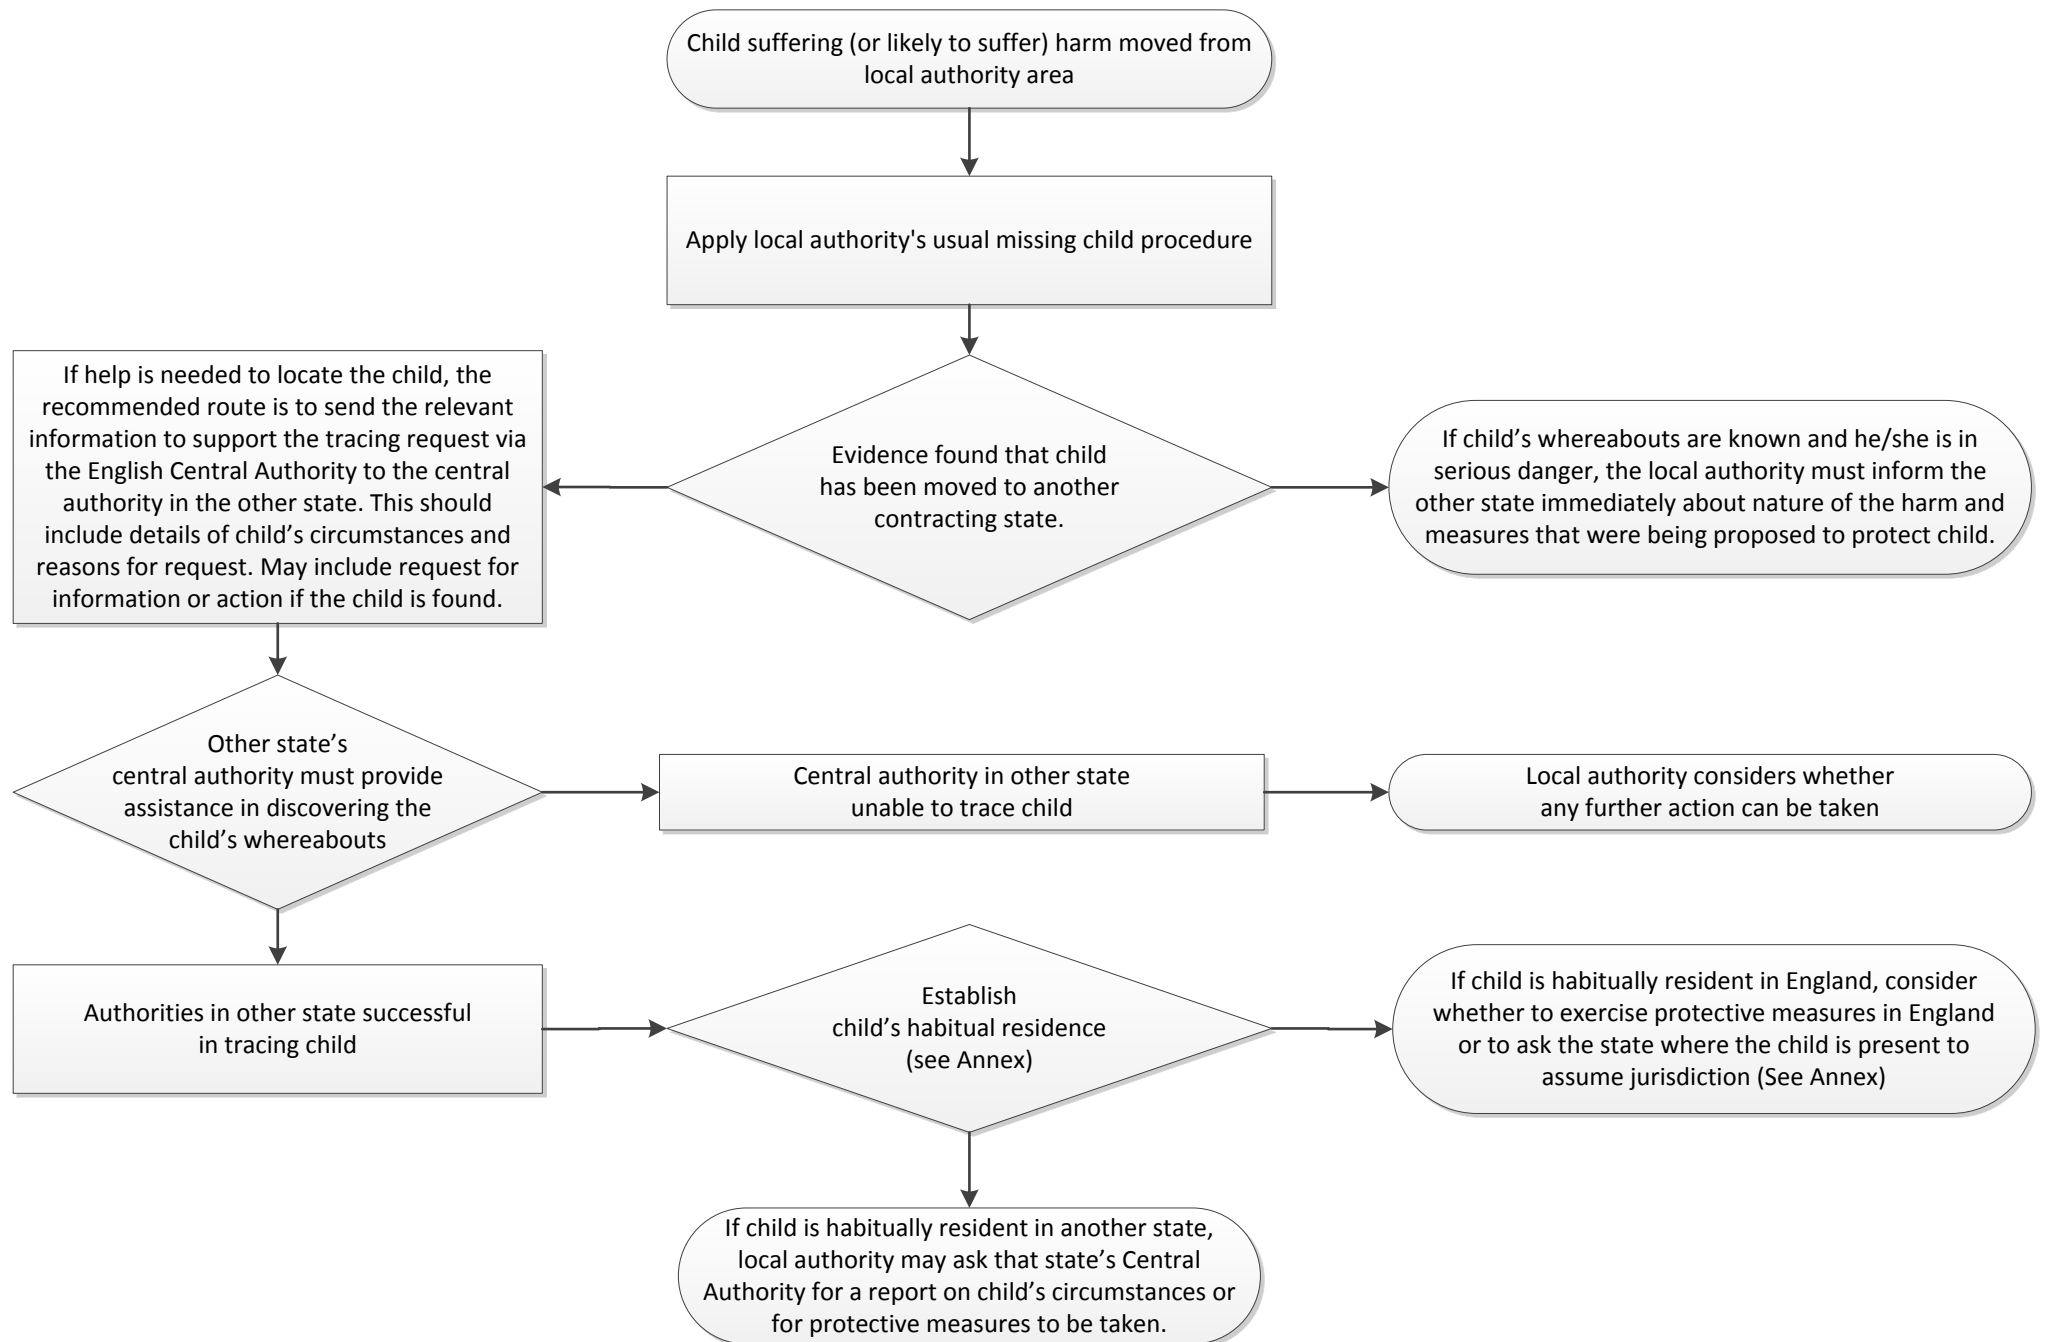 Child suffering (or likely to suffer) harm moved from
local authority area
Apply local authority's usual missing child procedure
If help is needed to locate the child, the
recommended route is to send the relevant
information to support the tracing request via
the English Central Authority to the central
authority in the other state. This should
include details of child’s circumstances and
reasons for request. May include request for
information or action if the child is found.
Evidence found that child
has been moved to another
contracting state.
If child’s whereabouts are known and he/she is in
serious danger, the local authority must inform the
other state immediately about nature of the harm and
measures that were being proposed to protect child.
Other state’s
central authority must provide
assistance in discovering the
child’s whereabouts
Central authority in other state
unable to trace child
Local authority considers whether
any further action can be taken
Authorities in other state successful
in tracing child
Establish
child’s habitual residence
(see Annex)
If child is habitually resident in England, consider
whether to exercise protective measures in England
or to ask the state where the child is present to
assume jurisdiction (See Annex)
If child is habitually resident in another state,
local authority may ask that state’s Central
Authority for a report on child’s circumstances or
for protective measures to be taken.